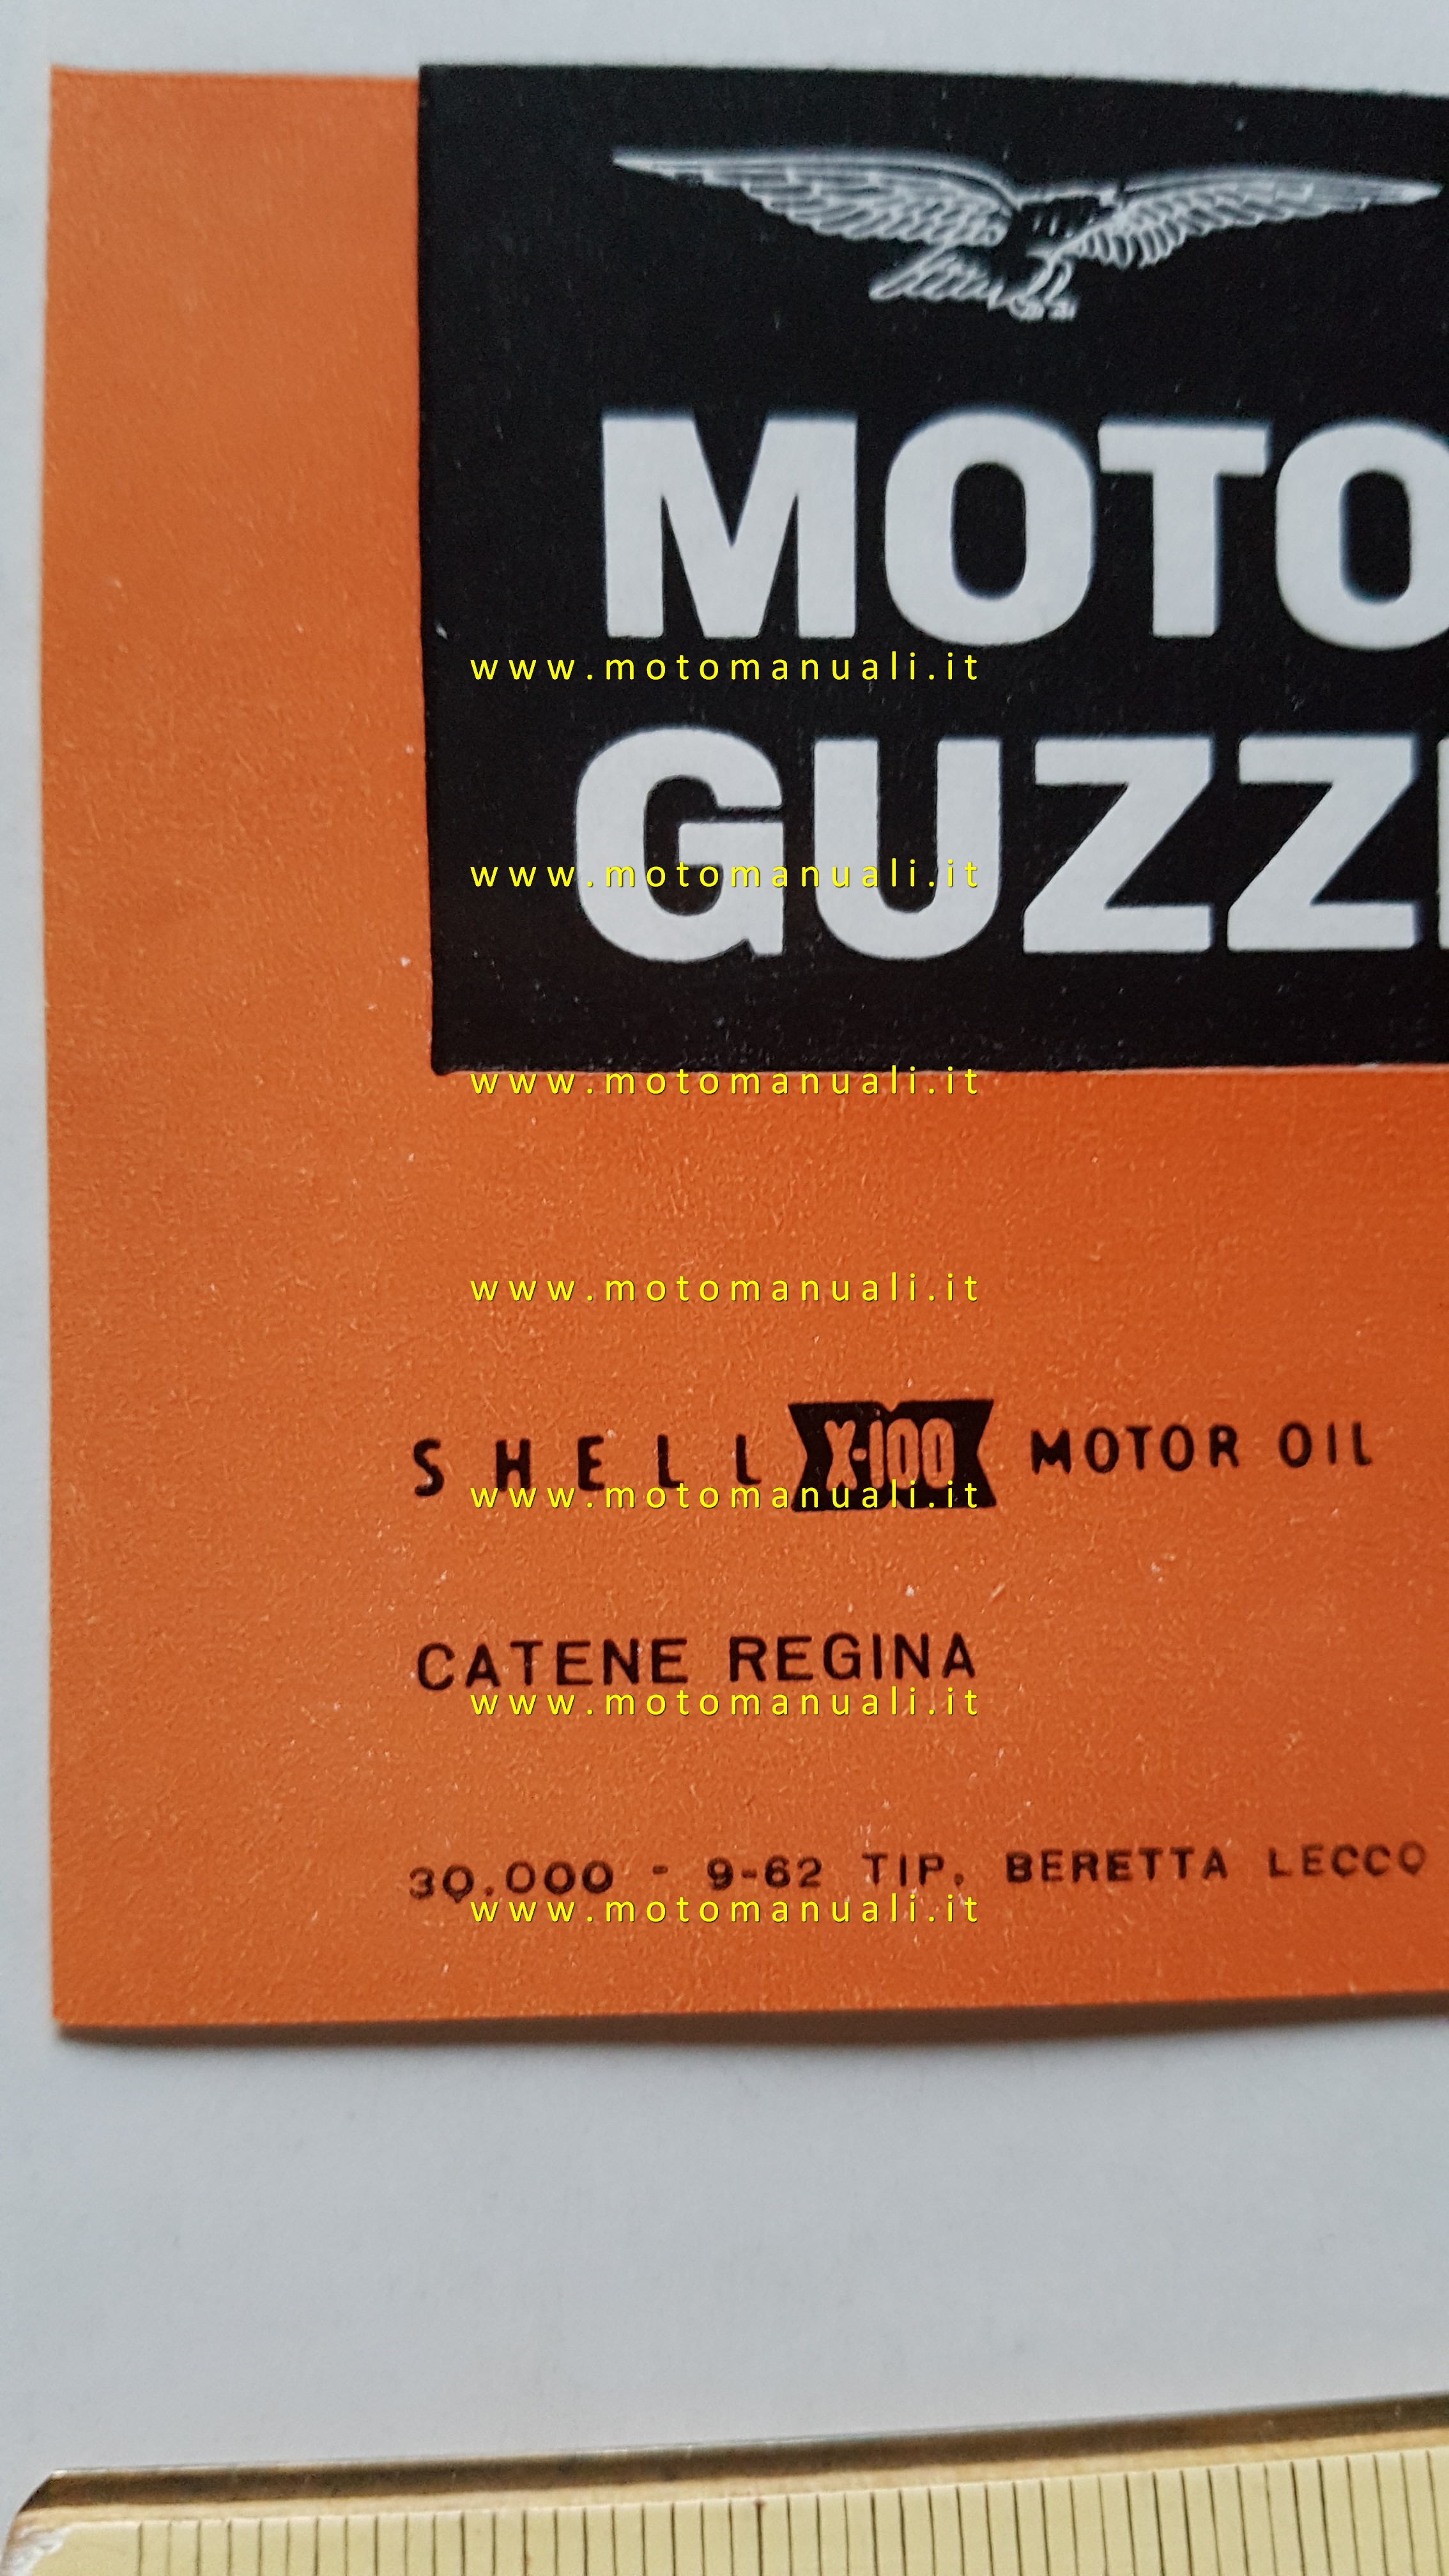 MOTO
www.motomanuali.it
GUZZI
www.motomanuali.it
www.motomanuali.it
www.motomanuali.it
SHELL X-100 MOTOR OIL
www.motomanuali.it
CATENE REGINA
www.motomanuali.it
30.000 - 9-62 TIP. BERETTA LECCO
www.motomanuali.it